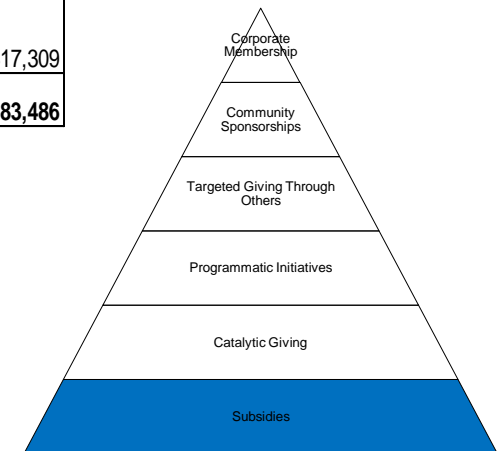 17,309
83,486
Corporate
Membership
Community
Sponsorships
Targeted Giving Through
Others
Programmatic Initiatives
Catalytic Giving
Subsidies